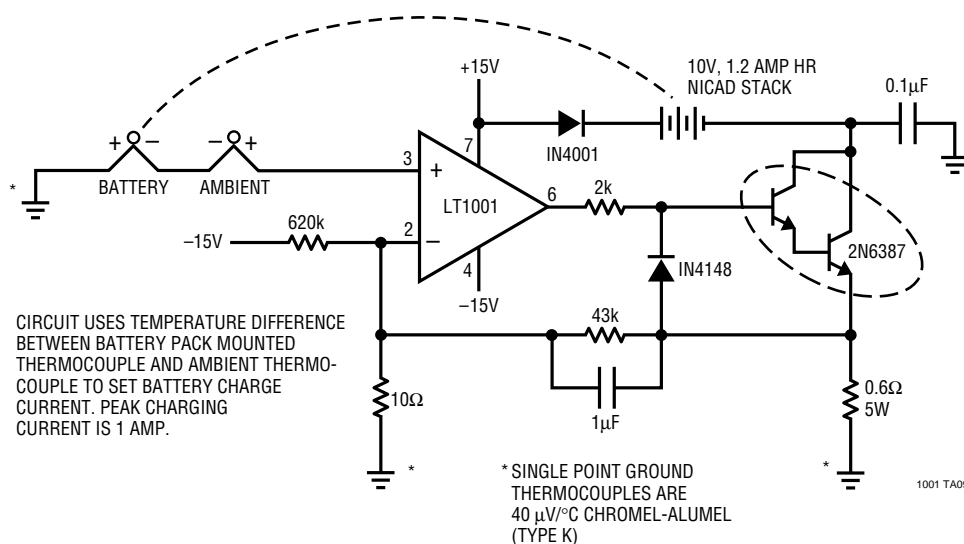 +15V
10V, 1.2 AMP HR
NICAD STACK
0.1µF
+ −
− +
7
IN4001
*
BATTERY
AMBIENT
3
+
LT1001
6
2k
620k
−15V
2
−
4
−15V
IN4148
2N6387
CIRCUIT USES TEMPERATURE DIFFERENCE
BETWEEN BATTERY PACK MOUNTED
THERMOCOUPLE AND AMBIENT THERMO-
COUPLE TO SET BATTERY CHARGE
CURRENT. PEAK CHARGING
CURRENT IS 1 AMP.
43k
10Ω
1µF
0.6Ω
5W
*
*
* SINGLE POINT GROUND
THERMOCOUPLES ARE
40 µV/°C CHROMEL-ALUMEL
(TYPE K)
1001 TA09